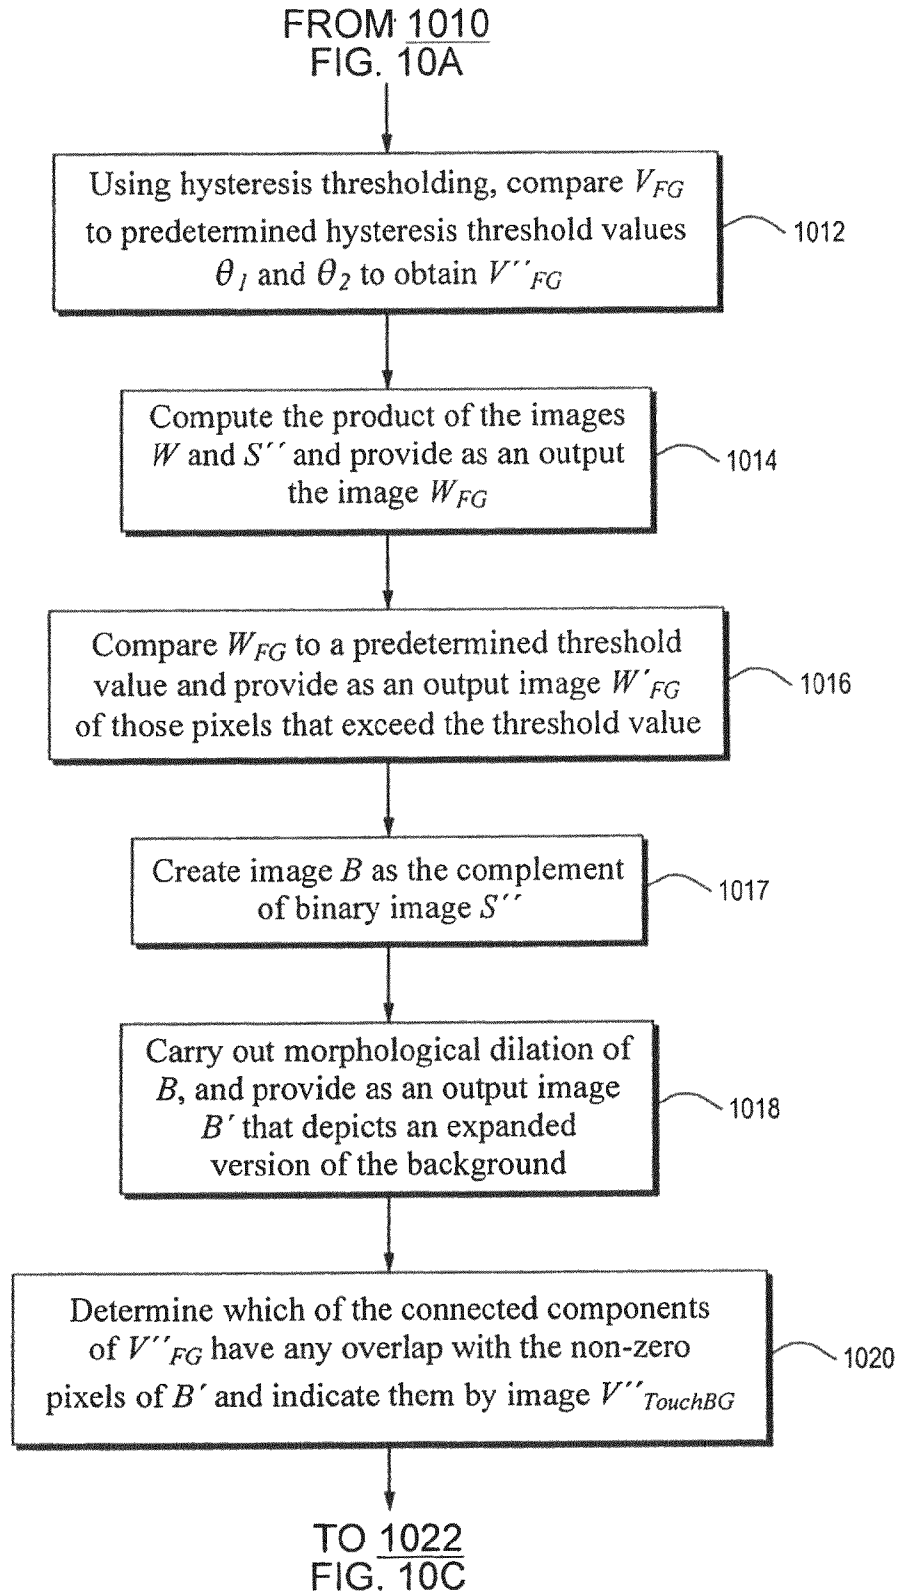 FROM 1010
FIG. 10A
Using hysteresis thresholding, compare V_FG
to predetermined hysteresis threshold values
θ_1 and θ_2 to obtain V´´_FG
1012
Compute the product of the images
W and S´´ and provide as an output
the image W_FG
1014
Compare W_FG to a predetermined threshold
value and provide as an output image W´_FG
of those pixels that exceed the threshold value
1016
Create image B as the complement
of binary image S´´
1017
Carry out morphological dilation of
B, and provide as an output image
B´ that depicts an expanded
version of the background
1018
Determine which of the connected components
of V´´_FG have any overlap with the non-zero
pixels of B´ and indicate them by image V´´_TouchBG
1020
TO 1022
FIG. 10C